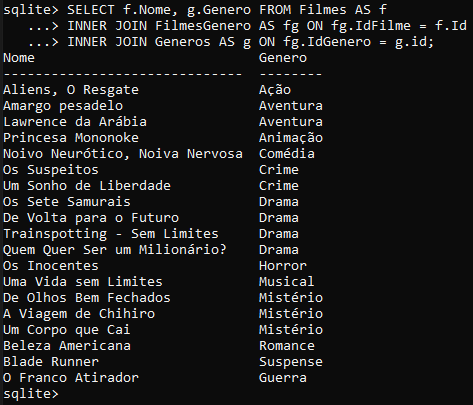 sqlite> SELECT f.Nome, g.Genero FROM Filmes AS f
...> INNER JOIN FilmesGenero AS fg ON fg.IdFilme = f.Id
...> INNER JOIN Generos AS g ON fg.IdGenero = g.id;
Nome Genero
------------------------------ --------
Aliens, O Resgate Ação
Amargo pesadelo Aventura
Lawrence da Arábia Aventura
Princesa Mononoke Animação
Noivo Neurótico, Noiva Nervosa Comédia
Os Suspeitos Crime
Um Sonho de Liberdade Crime
Os Sete Samurais Drama
De Volta para o Futuro Drama
Trainspotting - Sem Limites Drama
Quem Quer Ser um Milionário? Drama
Os Inocentes Horror
Uma Vida sem Limites Musical
De Olhos Bem Fechados Mistério
A Viagem de Chihiro Mistério
Um Corpo que Cai Mistério
Beleza Americana Romance
Blade Runner Suspense
O Franco Atirador Guerra
sqlite>